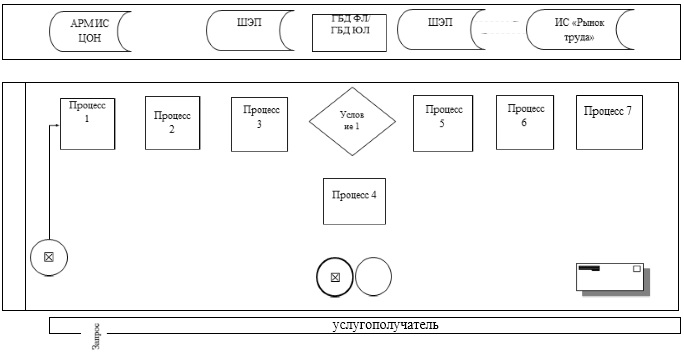 АРМ ИС
ЦОН
ШЭП
ГБД ФЛ/
ГБД ЮЛ
ШЭП
ИС «Рынок
труда»
Процесс
1
Процесс
2
Процесс
3
Услов
ие 1
Процесс
5
Процесс
6
Процесс 7
Процесс 4
услугополучатель
Запрос